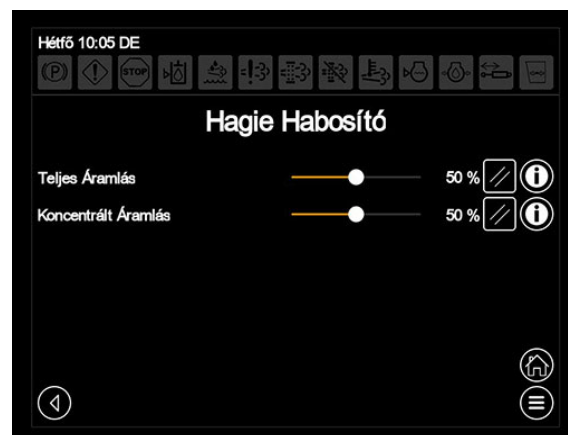 Hétfő 10:05 DE
(P)
STOP
Hagie Habosító
Teljes Áramlás 50 %
Koncentrált Áramlás 50 %